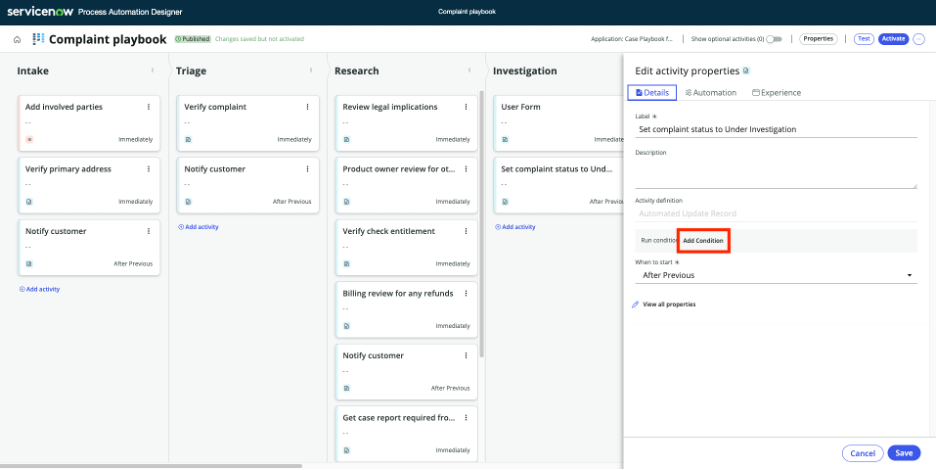 servicenow Process Automation Designer
Complaint playbook
Complaint playbook
Published
Changes saved but not activated
Application: Case Playbook f...
Show optional activities (0)
Properties
Test
Activate
Intake
Add involved parties
--
Immediately
Verify primary address
--
Immediately
Notify customer
--
After Previous
Add activity
Triage
Verify complaint
--
Immediately
Notify customer
--
After Previous
Add activity
Research
Review legal implications
--
Immediately
Product owner review for ot...
--
Immediately
Verify check entitlement
--
Immediately
Billing review for any refunds
--
Immediately
Notify customer
--
After Previous
Get case report required fro...
--
Immediately
Investigation
User Form
--
Immediately
Set complaint status to Und...
--
After Previou
Add activity
Edit activity properties
Details
Automation
Experience
Label
Set complaint status to Under Investigation
Description
Activity definition
Automated Update Record
Run condition
Add Condition
When to start
After Previous
View all properties
Cancel
Save